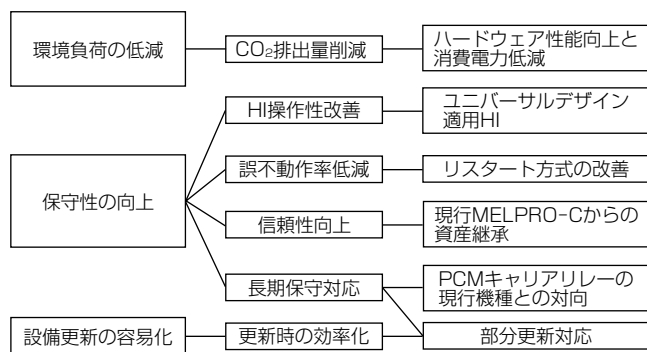 環境負荷の低減
CO₂排出量削減
ハードウェア性能向上と
消費電力低減
保守性の向上
HI操作性改善
ユニバーサルデザイン
適用HI
誤不動作率低減
リスタート方式の改善
信頼性向上
現行MELPRO-Cからの
資産継承
長期保守対応
PCMキャリアリレーの
現行機種との対向
設備更新の容易化
更新時の効率化
部分更新対応